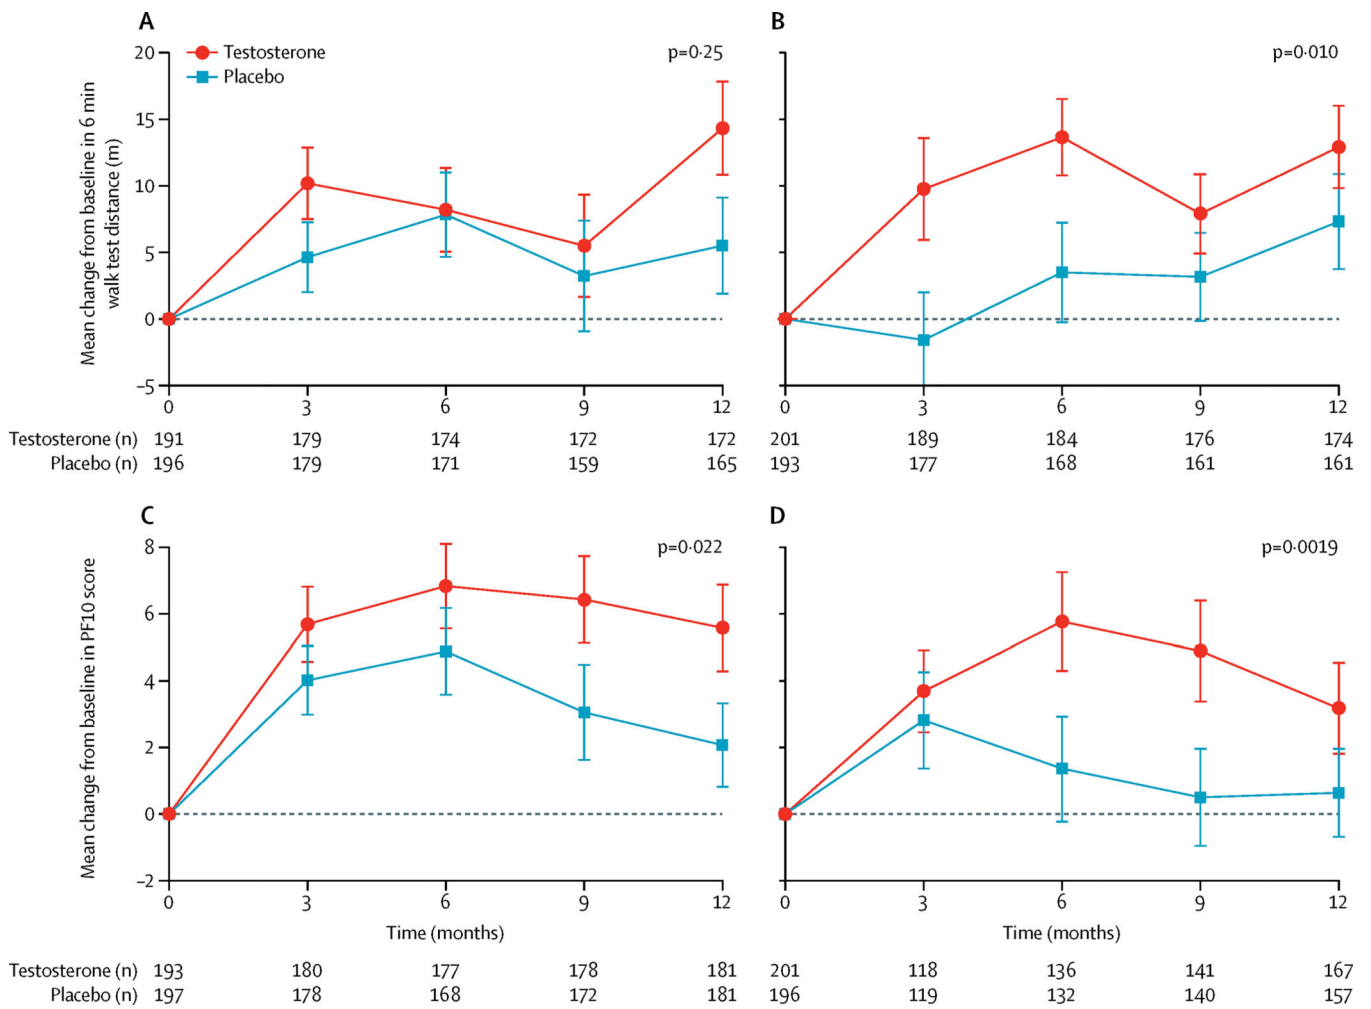 A
B
Testosterone
Placebo
p=0·25
p=0·010
Mean change from baseline in 6 min
walk test distance (m)
20
15
10
5
0
–5
0 3 6 9 12
0 3 6 9 12
Testosterone (n) 191 179 174 172 172 201 189 184 176 174
Placebo (n) 196 179 171 159 165 193 177 168 161 161
C
D
p=0·022
p=0·0019
Mean change from baseline in PF10 score
8
6
4
2
0
–2
0 3 6 9 12
0 3 6 9 12
Time (months)
Time (months)
Testosterone (n) 193 180 177 178 181 201 118 136 141 167
Placebo (n) 197 178 168 172 181 196 119 132 140 157